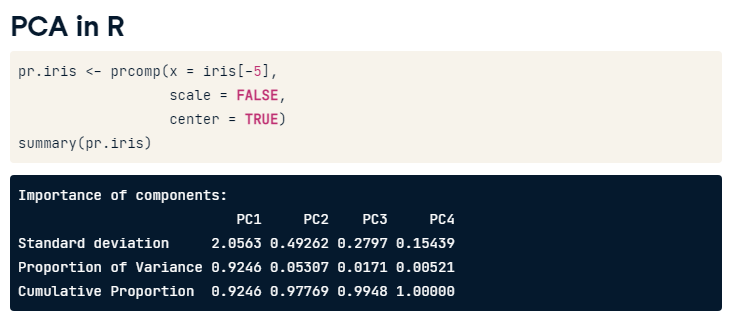 PCA in R
pr.iris <- prcomp(x = iris[-5],
                  scale = FALSE,
                  center = TRUE)
summary(pr.iris)
Importance of components:
                          PC1     PC2    PC3     PC4
Standard deviation     2.0563 0.49262 0.2797 0.15439
Proportion of Variance 0.9246 0.05307 0.0171 0.00521
Cumulative Proportion  0.9246 0.97769 0.9948 1.00000